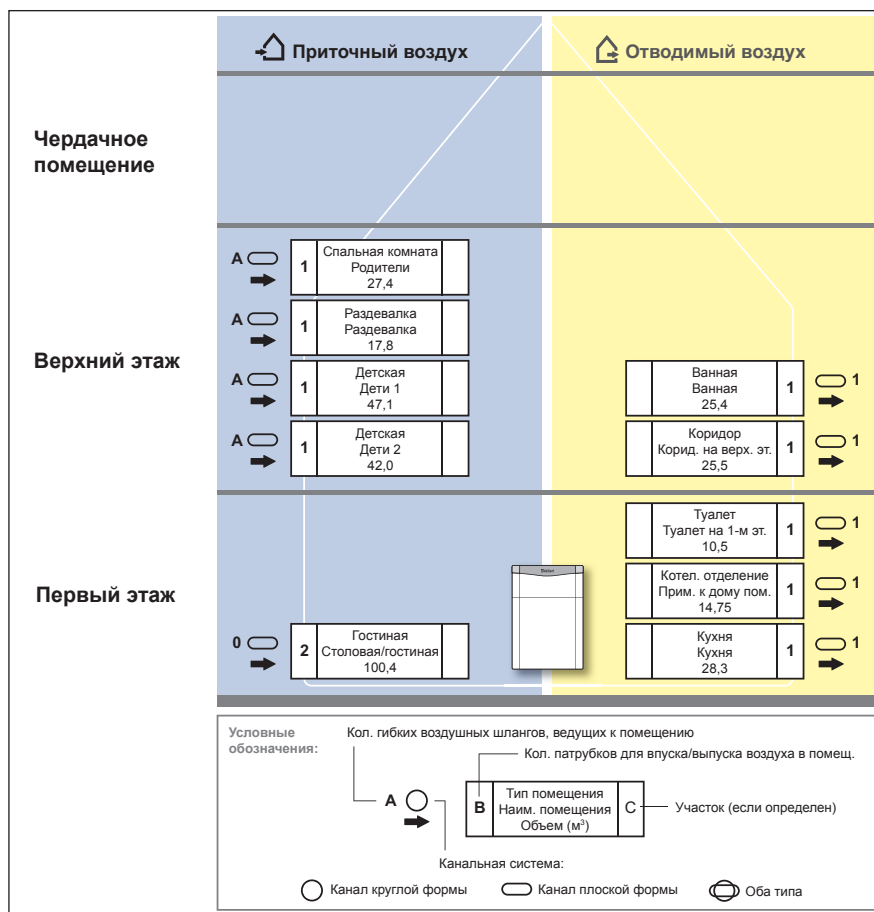 Приточный воздух
Отводимый воздух
Чердачное
помещение
Верхний этаж
A
1
Спальная комната
Родители
27,4
A
1
Раздевалка
Раздевалка
17,8
A
1
Детская
Дети 1
47,1
A
1
Детская
Дети 2
42,0
Ванная
Ванная
25,4
1
1
Коридор
Корид. на верх. эт.
25,5
1
1
Первый этаж
Туалет
Туалет на 1-м эт.
10,5
1
1
Котел. отделение
Прим. к дому пом.
14,75
1
1
0
2
Гостиная
Столовая/гостиная
100,4
Кухня
Кухня
28,3
1
1
Условные
обозначения:
Кол. гибких воздушных шлангов, ведущих к помещению
Кол. патрубков для впуска/выпуска воздуха в помещ.
A
B
Тип помещения
Наим. помещения
Объем (м³)
C
Участок (если определен)
Канальная система:
Канал круглой формы
Канал плоской формы
Оба типа